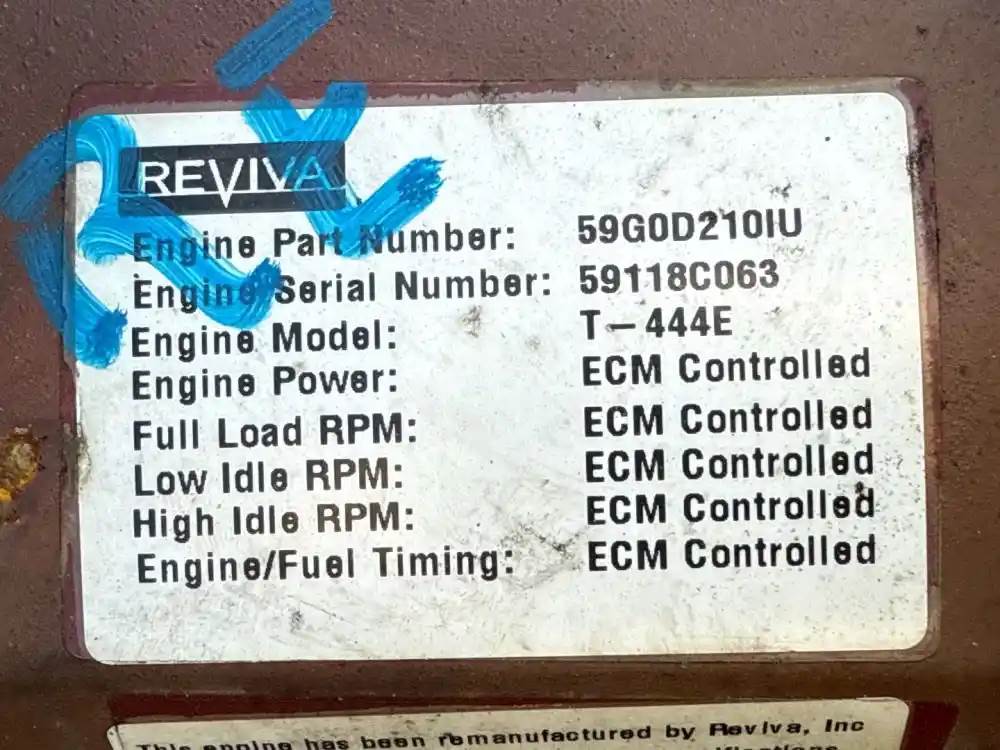 REVIVA
Engine Part Number: 59G0D210IU
Engine Serial Number: 59118C063
Engine Model: T-444E
Engine Power: ECM Controlled
Full Load RPM: ECM Controlled
Low Idle RPM: ECM Controlled
High Idle RPM: ECM Controlled
Engine/Fuel Timing: ECM Controlled
This engine has been remanufactured by Reviva, Inc